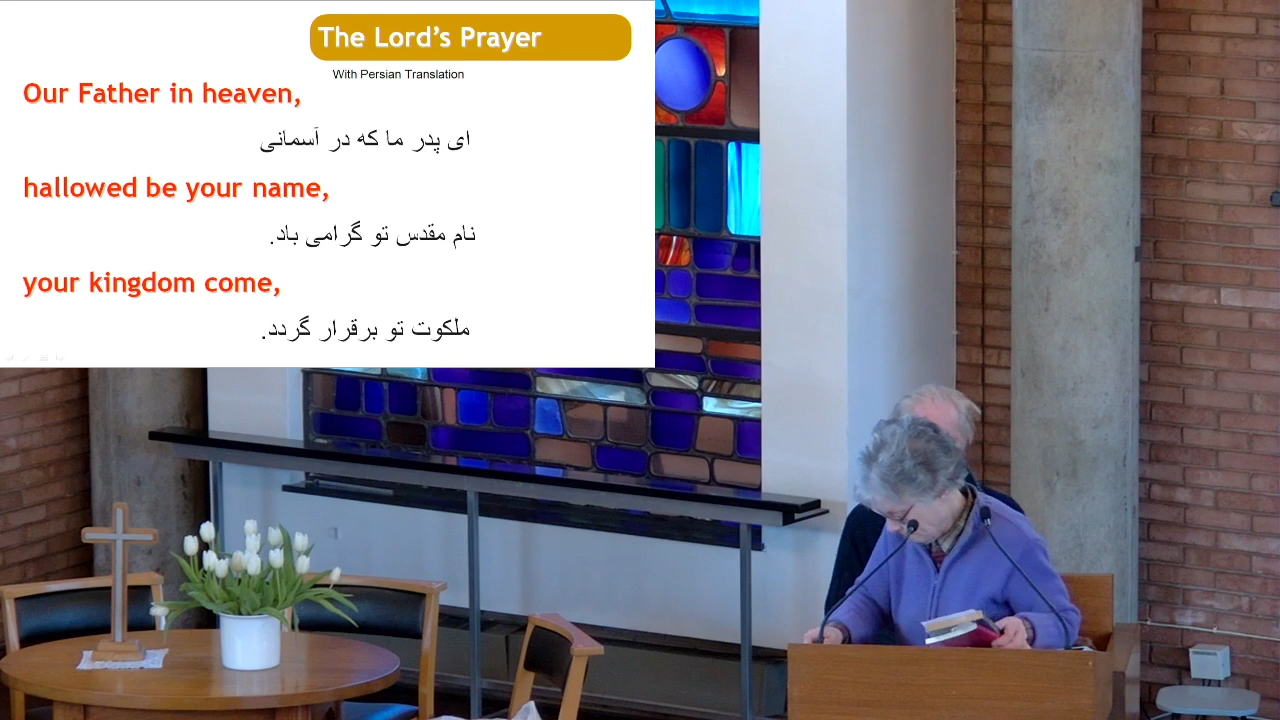 The Lord's Prayer
With Persian Translation
Our Father in heaven,
ای پدر ما که در آسمانی
hallowed be your name,
نام مقدس تو گرامی باد.
your kingdom come,
ملکوت تو برقرار گردد.